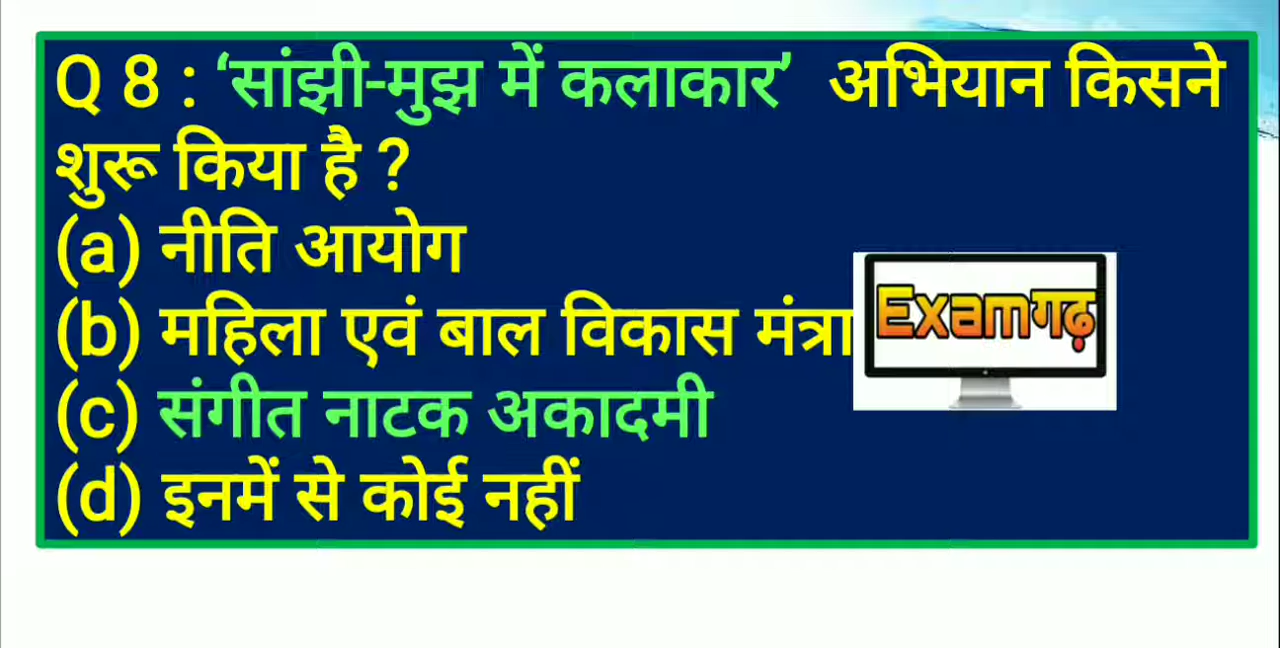 Q 8 : ‘सांझी-मुझ में कलाकार’ अभियान किसने
शुरू किया है ?
(a) नीति आयोग
(b) महिला एवं बाल विकास मंत्रा
(c) संगीत नाटक अकादमी
(d) इनमें से कोई नहीं
Examगढ़